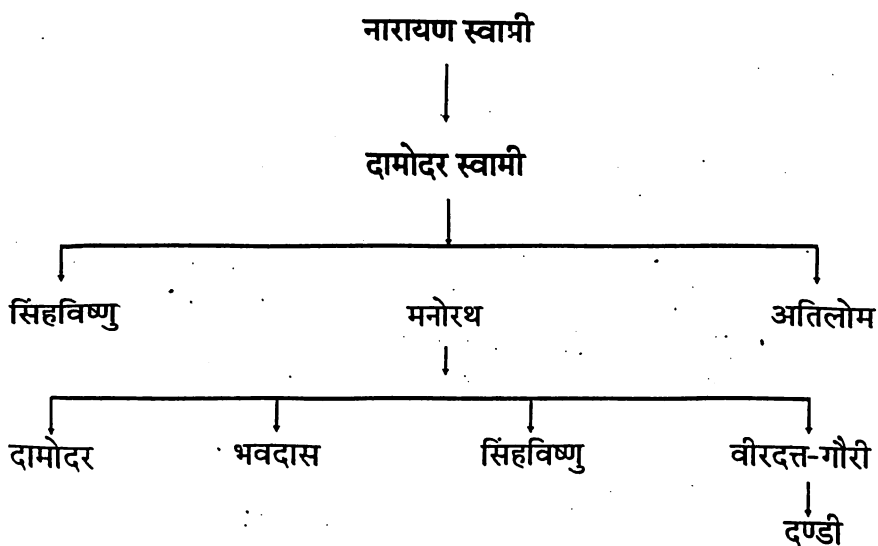 नारायण स्वामी
दामोदर स्वामी
सिंहविष्णु मनोरथ अतिलोम
दामोदर भवदास सिंहविष्णु वीरदत्त-गौरी
दण्डी